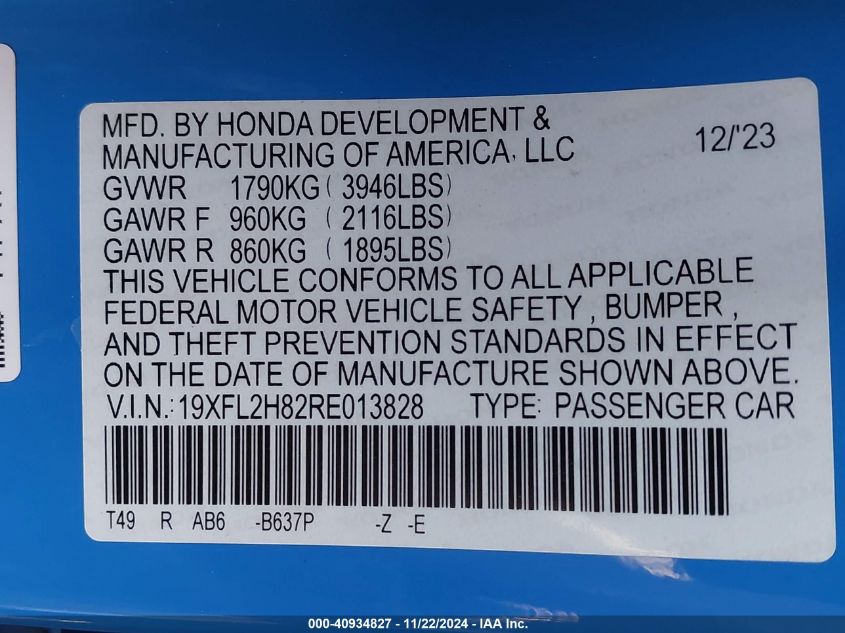 MFD. BY HONDA DEVELOPMENT &
MANUFACTURING OF AMERICA, LLC 12/'23
GVWR 1790KG ( 3946LBS)
GAWR F 960KG ( 2116LBS)
GAWR R 860KG ( 1895LBS)
THIS VEHICLE CONFORMS TO ALL APPLICABLE
FEDERAL MOTOR VEHICLE SAFETY , BUMPER ,
AND THEFT PREVENTION STANDARDS IN EFFECT
ON THE DATE OF MANUFACTURE SHOWN ABOVE.
V.I.N.: 19XFL2H82RE013828 TYPE: PASSENGER CAR
T49 R AB6 -B637P -Z -E
000-40934827 - 11/22/2024 - IAA Inc.